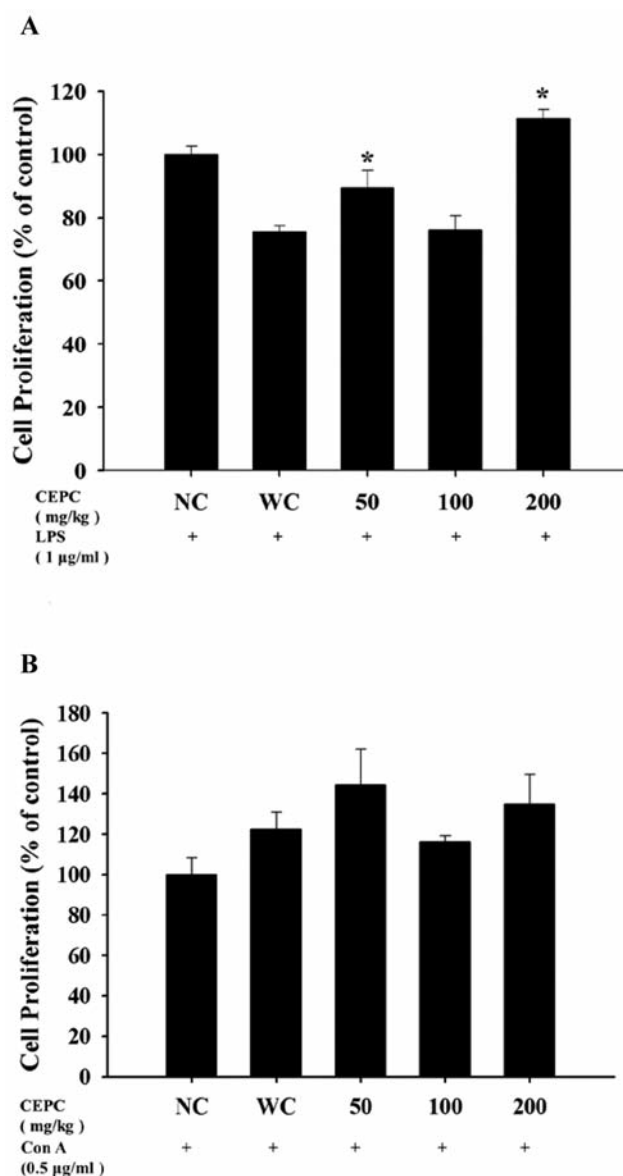 A
Cell Proliferation (% of control)
120
100
80
60
40
20
0
CEPC NC WC 50 100 200
( mg/kg )
LPS + + + + +
( 1 μg/ml )
*
*
B
Cell Proliferation (% of control)
180
160
140
120
100
80
60
40
20
0
CEPC NC WC 50 100 200
( mg/kg )
Con A + + + + +
(0.5 μg/ml )